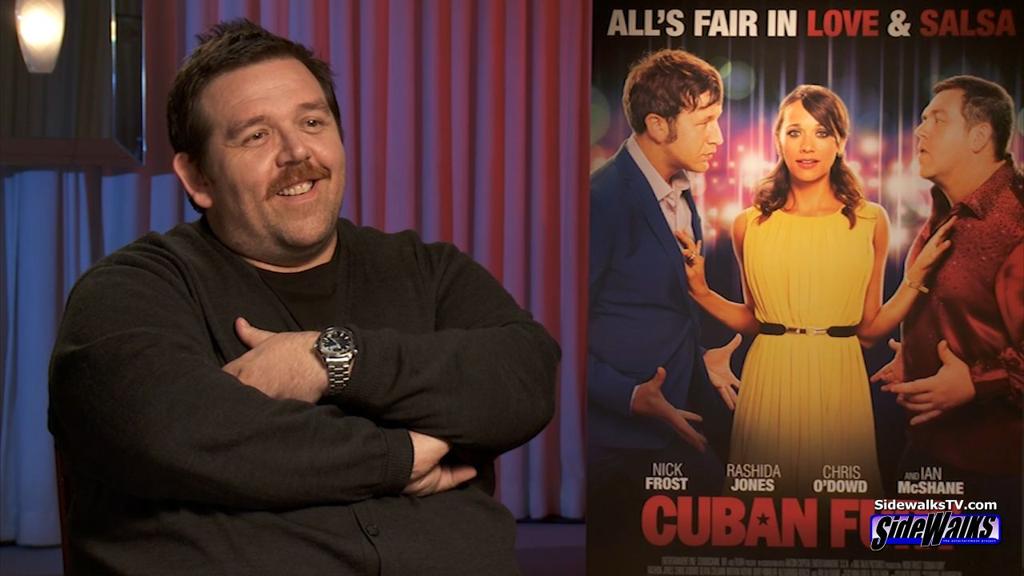 ALL'S FAIR IN LOVE & SALSA
NICK FROST
RASHIDA JONES
CHRIS O'DOWD
AND IAN McSHANE
CUBAN FU
SidewalksTV.com
SIDEWALKS